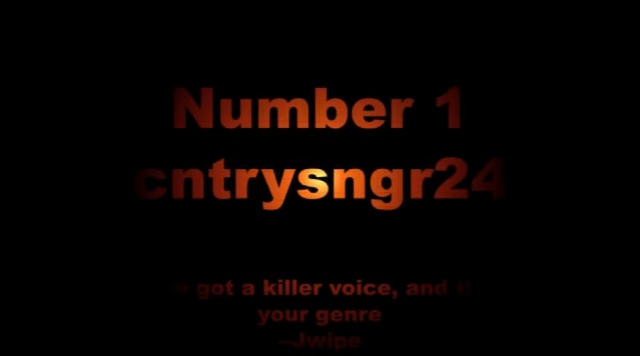 Number 1
cntrysngr24
got a killer voice, and
your genre
--Jwipe